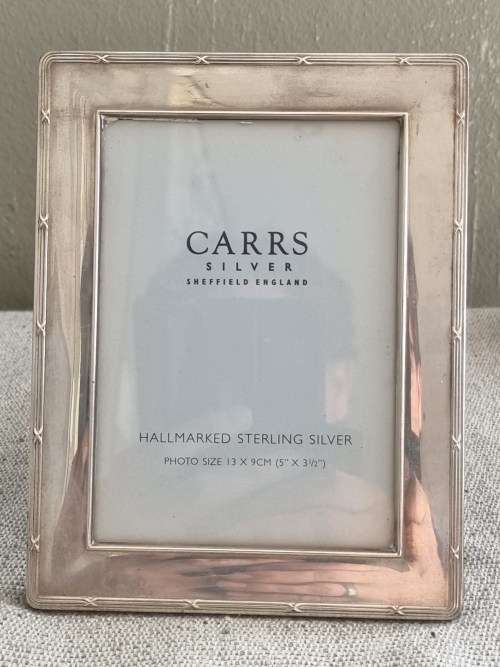 CARRS
SILVER
SHEFFIELD ENGLAND
HALLMARKED STERLING SILVER
PHOTO SIZE 13 X 9CM (5" X 3½")